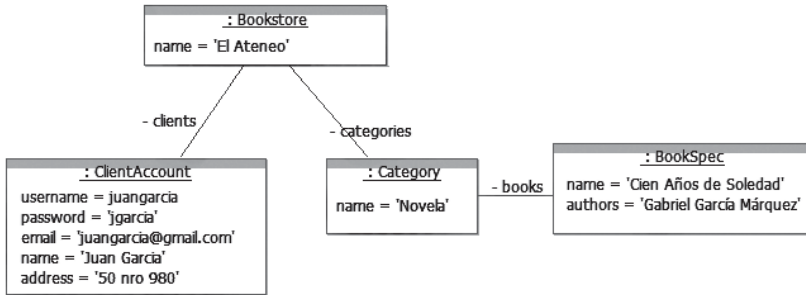 : Bookstore
name = 'El Ateneo'
- clients
- categories
: ClientAccount
username = juangarcia
password = 'jgarcia'
email = 'juangarcia@gmail.com'
name = 'Juan Garcia'
address = '50 nro 980'
: Category
name = 'Novela'
- books
: BookSpec
name = 'Cien Años de Soledad'
authors = 'Gabriel García Márquez'